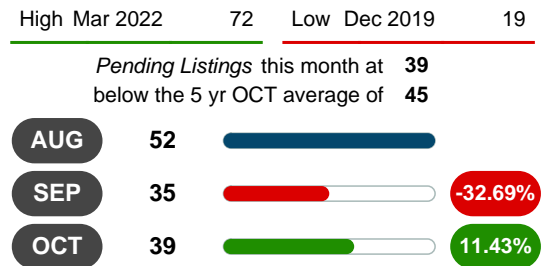 High Mar 2022 72 Low Dec 2019 19
Pending Listings this month at 39
below the 5 yr OCT average of 45
AUG 52
SEP 35 -32.69%
OCT 39 11.43%